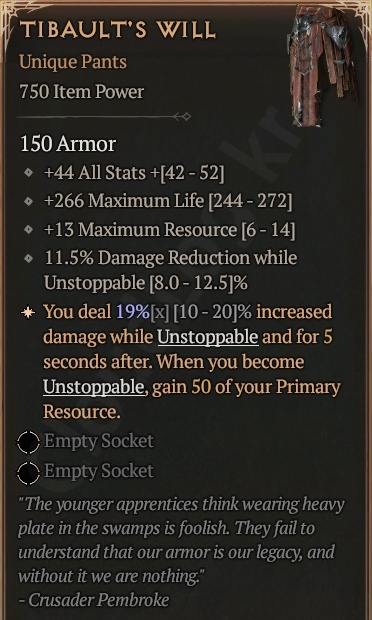 TIBAULT'S WILL
Unique Pants
750 Item Power
150 Armor
+44 All Stats +[42 - 52]
+266 Maximum Life [244 - 272]
+13 Maximum Resource [6 - 14]
11.5% Damage Reduction while
Unstoppable [8.0 - 12.5]%
You deal 19%[x] [10 - 20]% increased
damage while Unstoppable and for 5
seconds after. When you become
Unstoppable, gain 50 of your Primary
Resource.
Empty Socket
Empty Socket
"The younger apprentices think wearing heavy
plate in the swamps is foolish. They fail to
understand that our armor is our legacy, and
without it we are nothing."
- Crusader Pembroke